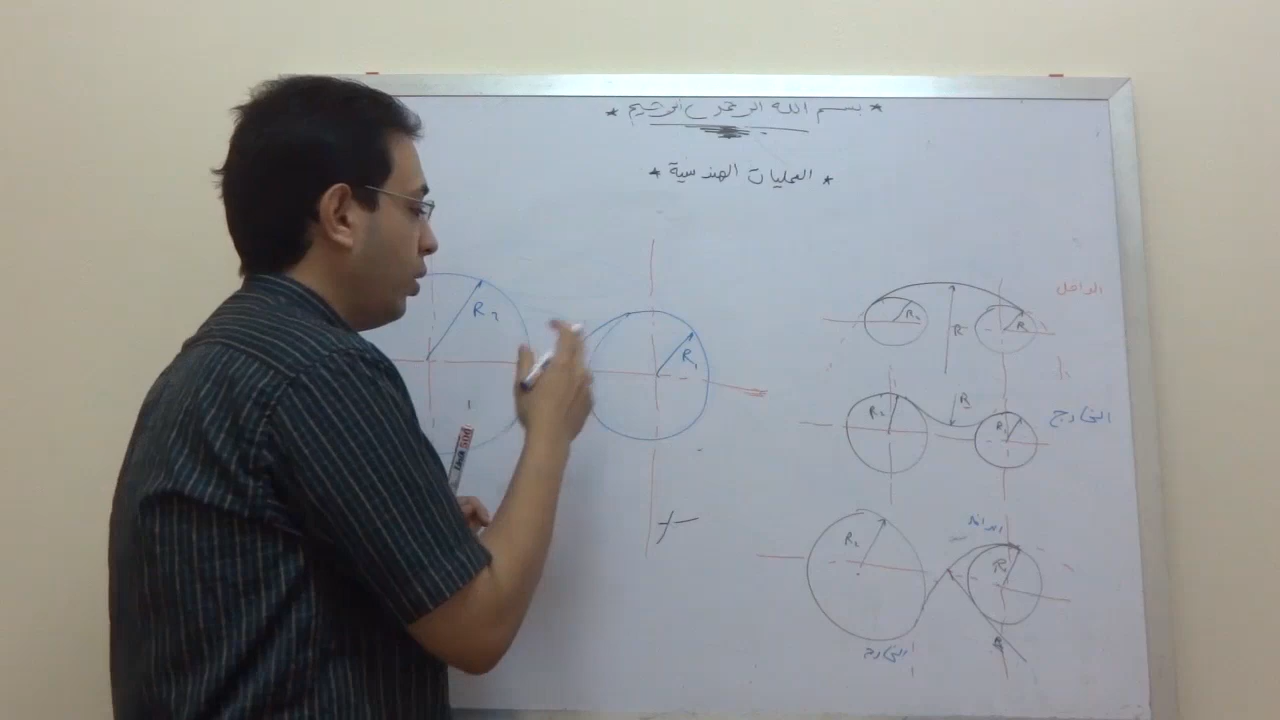 * بسم الله الرحمن الرحيم *
* العمليات الهندسية *
R₂
R₁
الداخل
R₂
R
R₁
الخارج
R₂
R
R₁
الداخل
R₂
R₁
R
الخارج